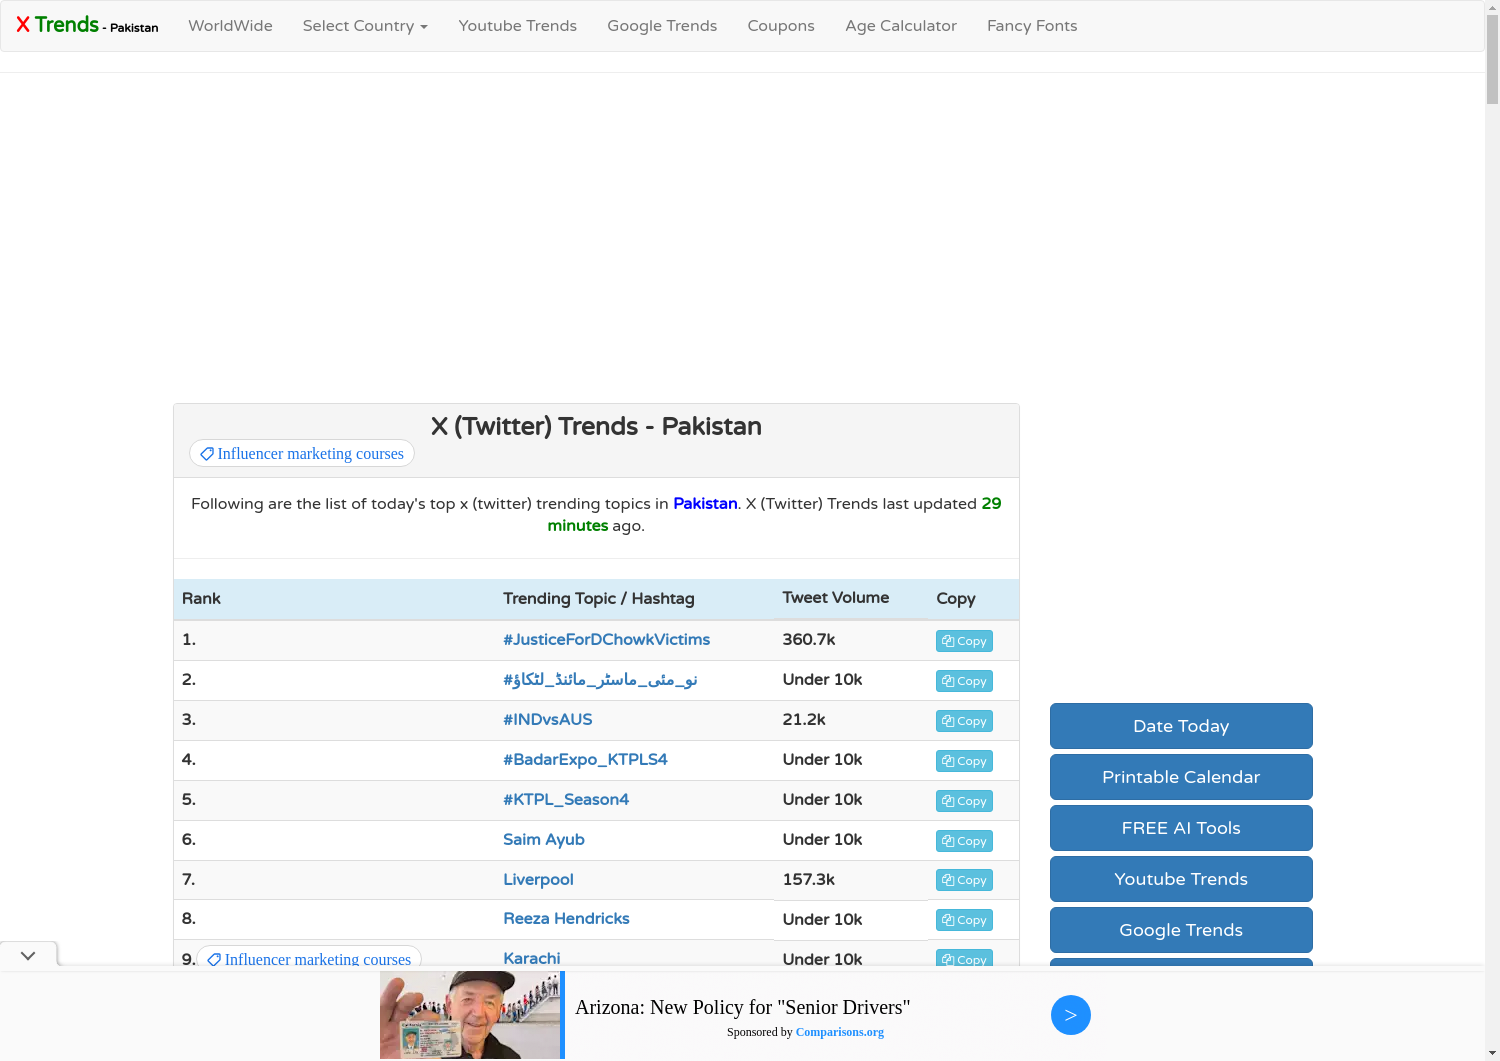 X Trends - Pakistan
WorldWide
Select Country
Youtube Trends
Google Trends
Coupons
Age Calculator
Fancy Fonts
X (Twitter) Trends - Pakistan
Influencer marketing courses
Following are the list of today's top x (twitter) trending topics in Pakistan. X (Twitter) Trends last updated 29
minutes ago.
Rank Trending Topic / Hashtag Tweet Volume Copy
1. #JusticeForDChowkVictims 360.7k Copy
2. #نو_مئی_ماسٹر_مائنڈ_لٹکاؤ Under 10k Copy
3. #INDvsAUS 21.2k Copy
4. #BadarExpo_KTPLS4 Under 10k Copy
5. #KTPL_Season4 Under 10k Copy
6. Saim Ayub Under 10k Copy
7. Liverpool 157.3k Copy
8. Reeza Hendricks Under 10k Copy
9. Influencer marketing courses Karachi Under 10k Copy
Date Today
Printable Calendar
FREE AI Tools
Youtube Trends
Google Trends
Arizona: New Policy for "Senior Drivers"
Sponsored by Comparisons.org
>